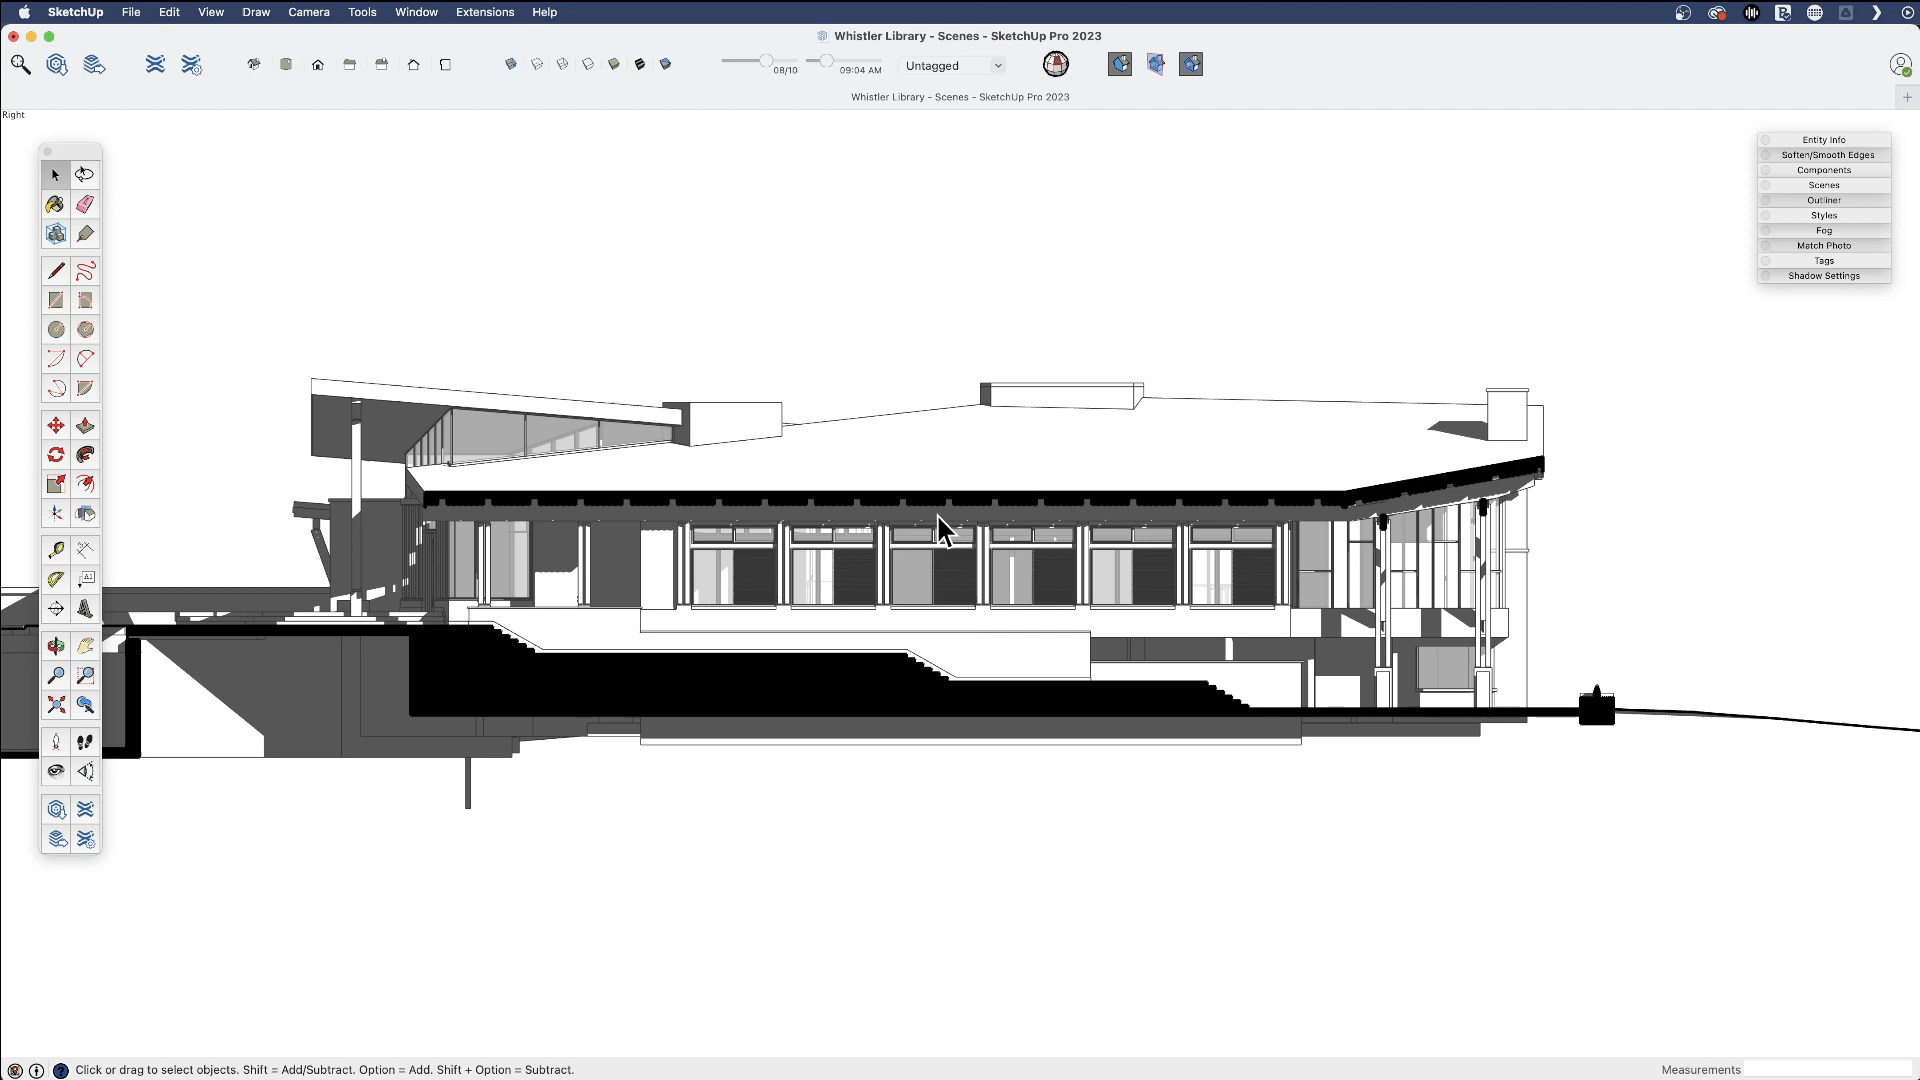 SketchUp File Edit View Draw Camera Tools Window Extensions Help
Whistler Library - Scenes - SketchUp Pro 2023
08/10 09:04 AM Untagged
Whistler Library - Scenes - SketchUp Pro 2023
Right
Entity Info
Soften/Smooth Edges
Components
Scenes
Outliner
Styles
Fog
Match Photo
Tags
Shadow Settings
A1
Click or drag to select objects. Shift = Add/Subtract. Option = Add. Shift + Option = Subtract.
Measurements